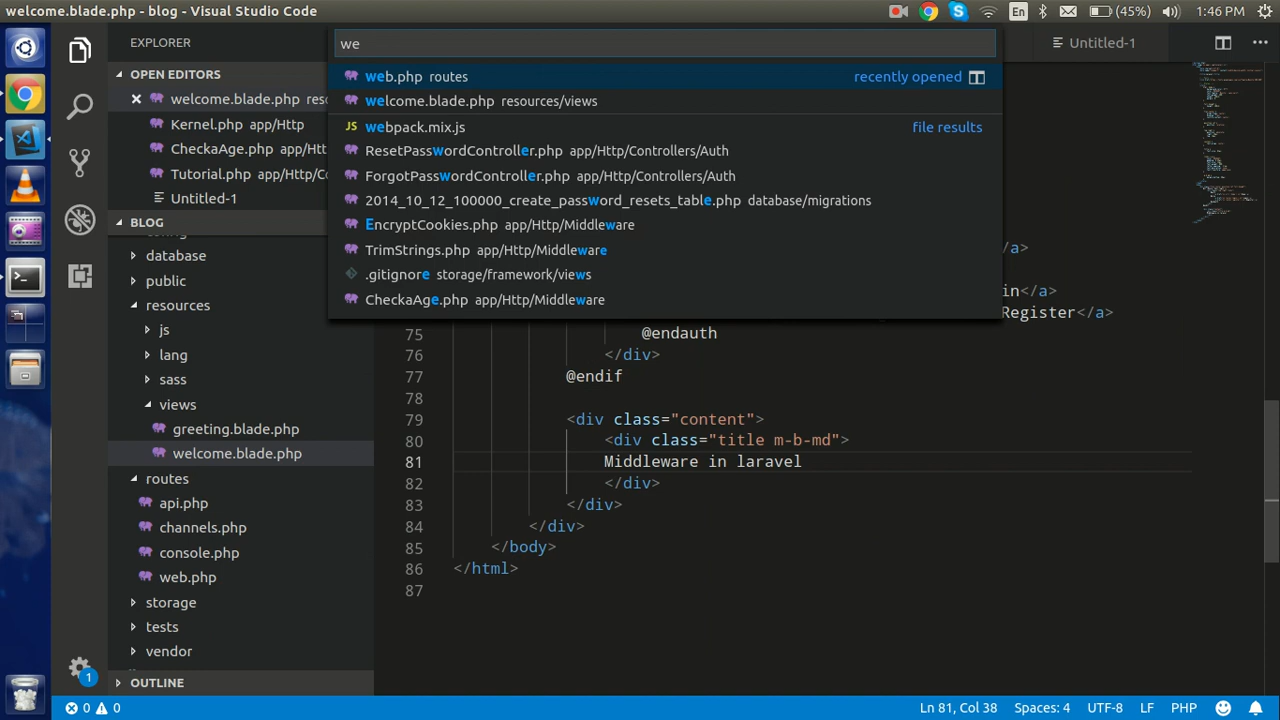 welcome.blade.php - blog - Visual Studio Code
En
(45%)
1:46 PM
EXPLORER
OPEN EDITORS
welcome.blade.php res
Kernel.php app/Http
CheckaAge.php app/Ht
Tutorial.php app/Http/C
Untitled-1
BLOG
database
public
resources
js
lang
sass
views
greeting.blade.php
welcome.blade.php
routes
api.php
channels.php
console.php
web.php
storage
tests
vendor
OUTLINE
1
we
web.php routes recently opened
welcome.blade.php resources/views
JS webpack.mix.js file results
ResetPasswordController.php app/Http/Controllers/Auth
ForgotPasswordController.php app/Http/Controllers/Auth
2014_10_12_100000_create_password_resets_table.php database/migrations
EncryptCookies.php app/Http/Middleware
TrimStrings.php app/Http/Middleware
.gitignore storage/framework/views
CheckaAge.php app/Http/Middleware
Untitled-1
</a>
in</a>
Register</a>
75 @endauth
76 </div>
77 @endif
78
79 <div class="content">
80 <div class="title m-b-md">
81 Middleware in laravel
82 </div>
83 </div>
84 </div>
85 </body>
86 </html>
87
0 0
Ln 81, Col 38 Spaces: 4 UTF-8 LF PHP